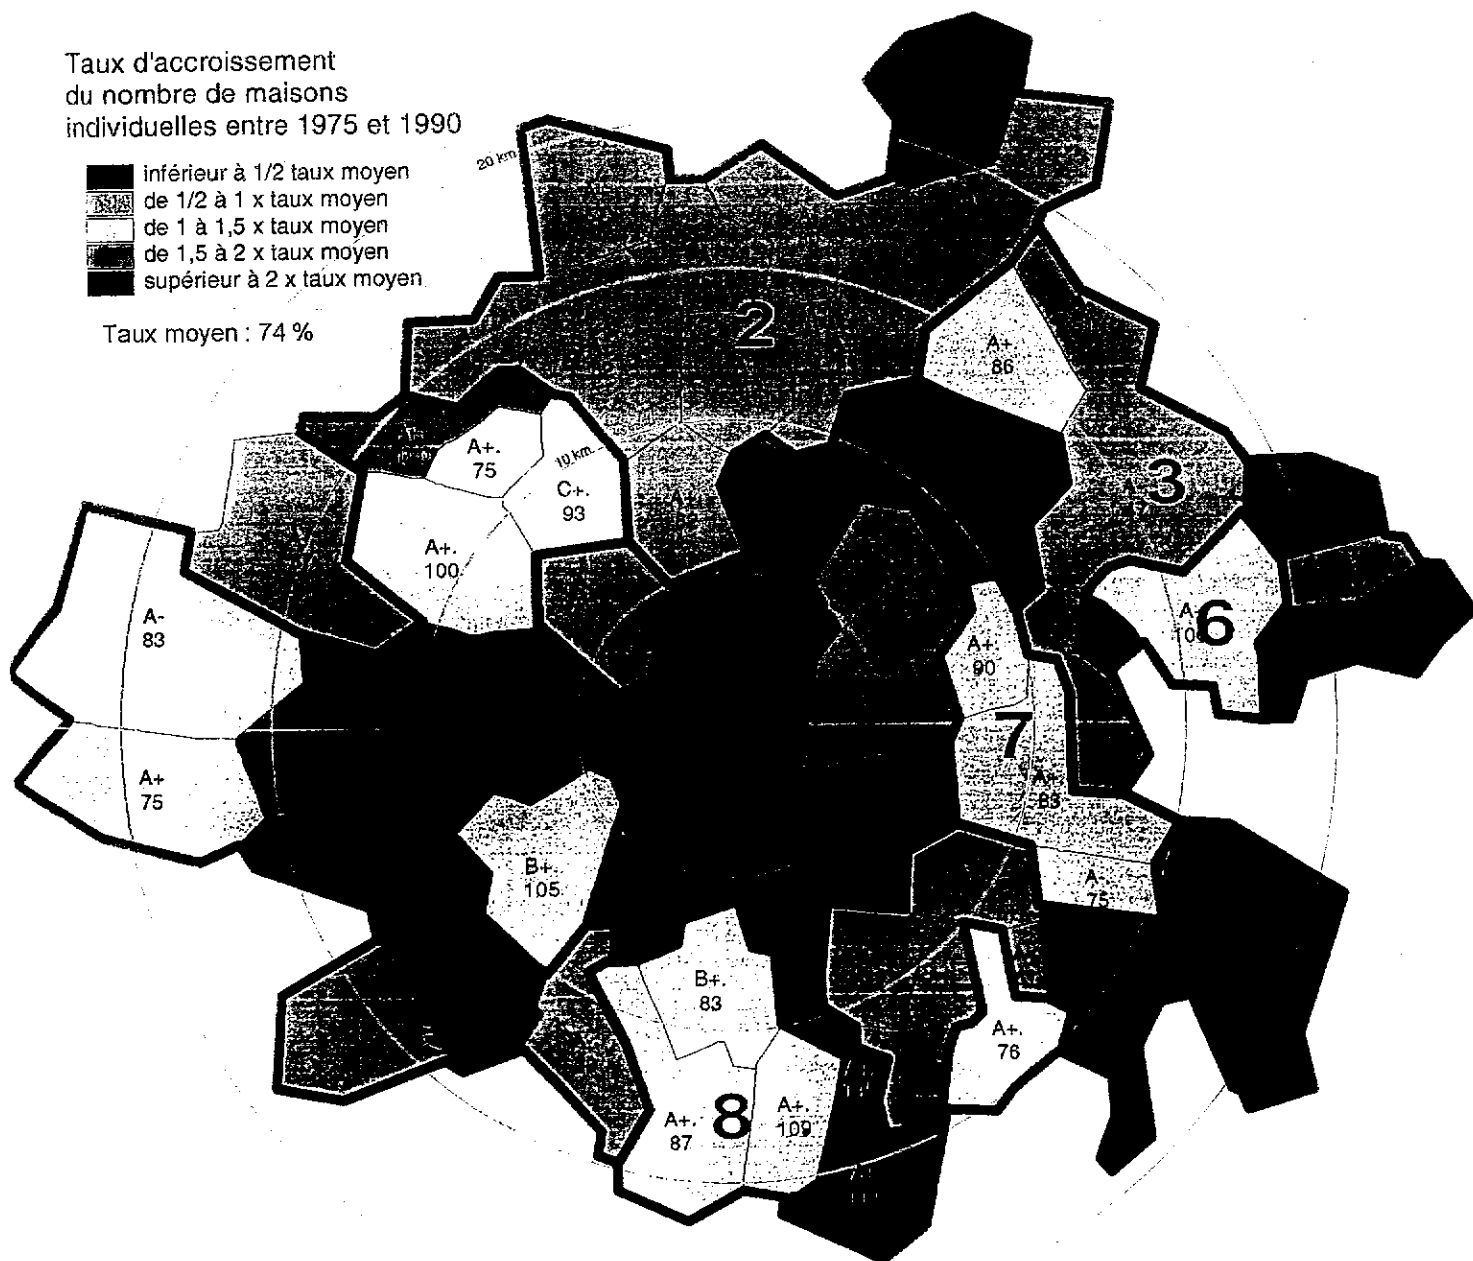 Taux d'accroissement
du nombre de maisons
individuelles entre 1975 et 1990
inférieur à 1/2 taux moyen
de 1/2 à 1 x taux moyen
de 1 à 1,5 x taux moyen
de 1,5 à 2 x taux moyen
supérieur à 2 x taux moyen
Taux moyen : 74 %
20 km
2
A+
86
A+.
75
10 km
C+.
93
3
A+.
100
A-
83
6
A+.
90
7
A+
75
A+.
83
B+.
105
A-
75
B+.
83
A+.
76
A+.
87
8
A+.
109